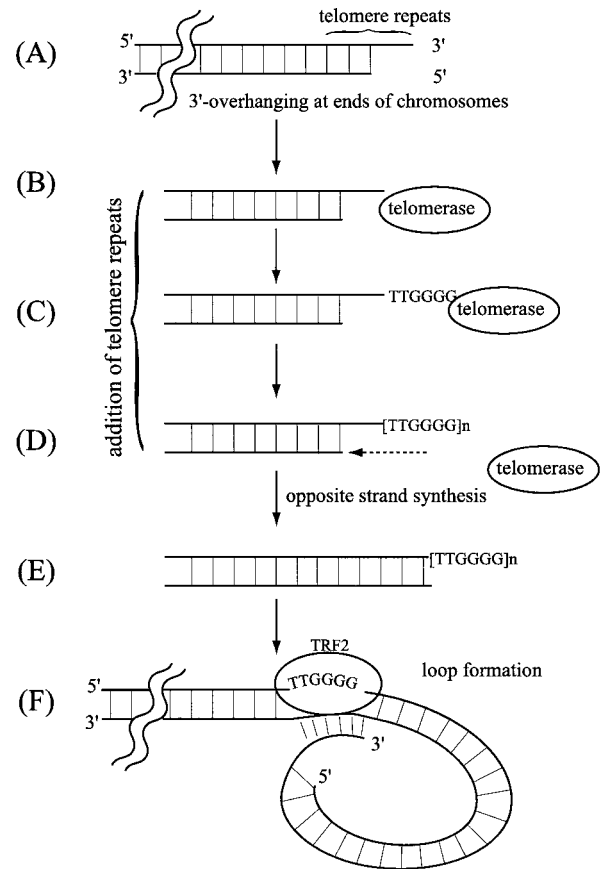 telomere repeats
(A)
5' 3'
3' 5'
3'-overhanging at ends of chromosomes
addition of telomere repeats
(B)
telomerase
(C)
TTGGGG telomerase
(D)
[TTGGGG]n
telomerase
opposite strand synthesis
(E)
[TTGGGG]n
TRF2
loop formation
TTGGGG
(F)
5'
3'
3'
5'